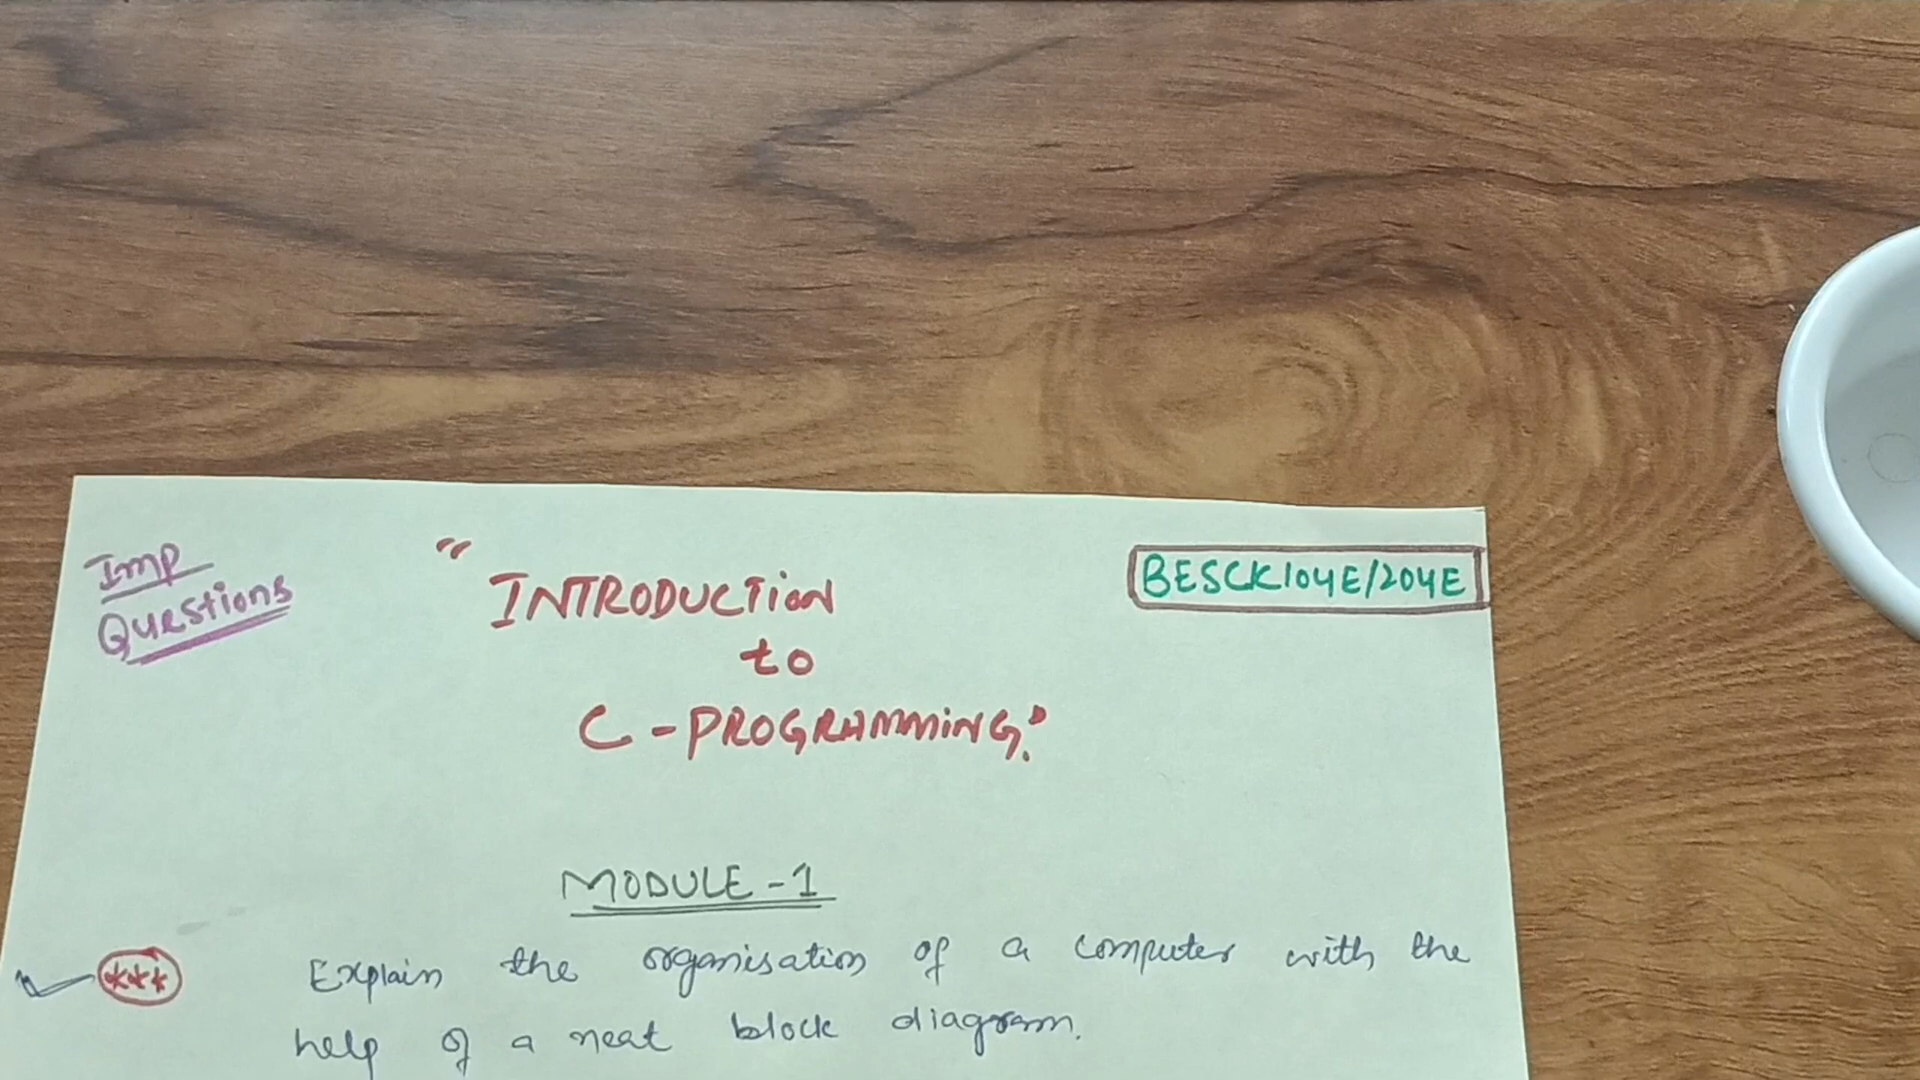 Imp
Questions
"INTRODUCTION
to
C-PROGRAMMING."
BESCK104E/204E
MODULE-1
*** Explain the organisation of a computer with the
help of a neat block diagram.